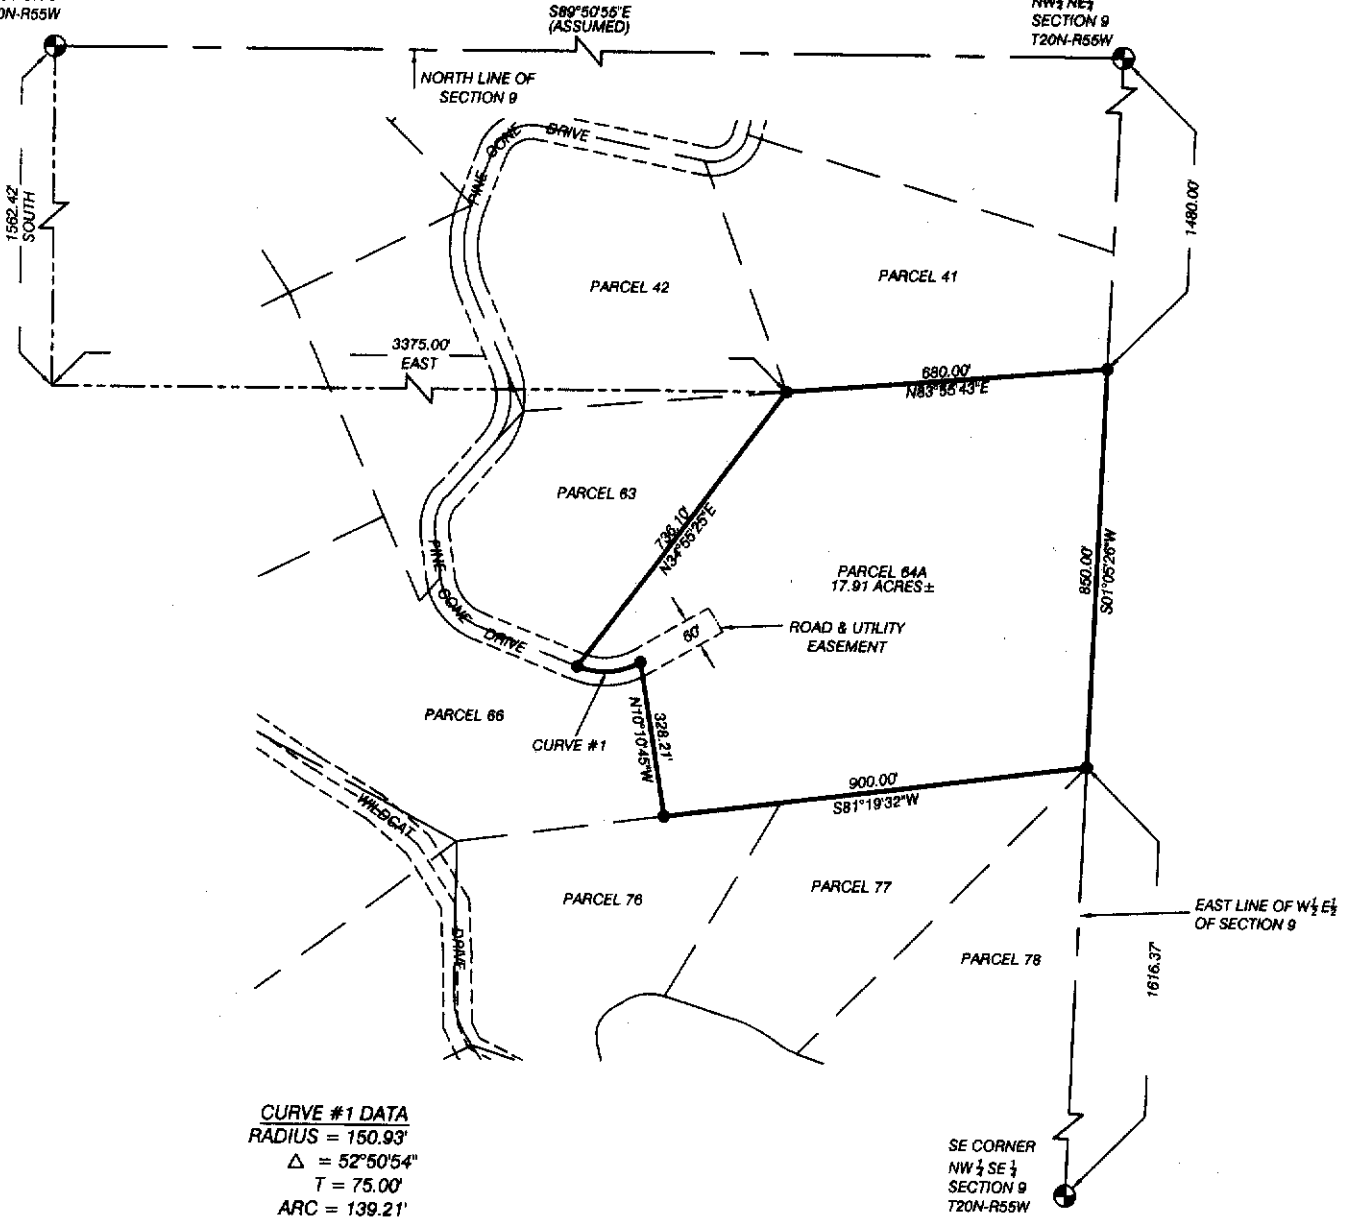 20N-R55W
S89°50'55"E
(ASSUMED)
NW¼ NE¼
SECTION 9
T20N-R55W
NORTH LINE OF
SECTION 9
PINE CONE DRIVE
1562.42'
SOUTH
1480.00'
PARCEL 42
PARCEL 41
3375.00'
EAST
680.00'
N83°55'43"E
PARCEL 63
736.10'
N34°55'25"E
PARCEL 64A
17.91 ACRES±
850.00'
S01°05'26"W
PINE CONE DRIVE
60'
ROAD & UTILITY
EASEMENT
PARCEL 66
CURVE #1
328.21'
N10°10'45"W
900.00'
S81°19'32"W
WILDCAT
DRIVE
PARCEL 76
PARCEL 77
PARCEL 78
EAST LINE OF W½ E½
OF SECTION 9
1616.37'
CURVE #1 DATA
RADIUS = 150.93'
Δ = 52°50'54"
T = 75.00'
ARC = 139.21'
SE CORNER
NW ¼ SE ¼
SECTION 9
T20N-R55W